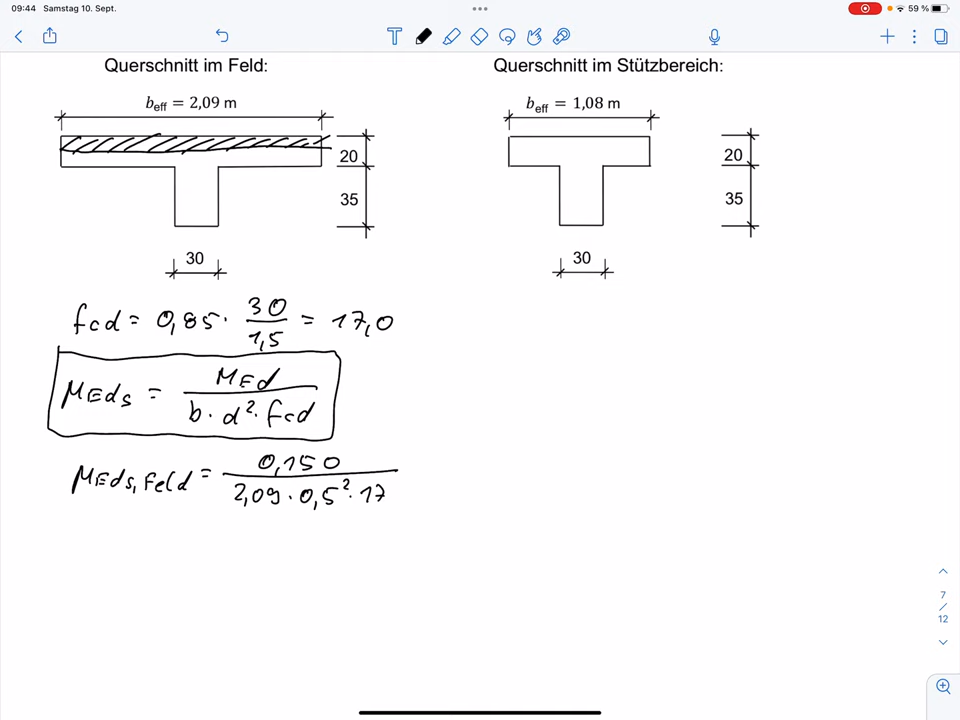 09:44 Samstag 10. Sept.
59 %
Querschnitt im Feld:
Querschnitt im Stützbereich:
b_eff = 2,09 m
b_eff = 1,08 m
20
20
35
35
30
30
fcd = 0,85 · 30/1,5 = 17,0
μEds = MEd / (b · d² · fcd)
μEds, Feld = 0,150 / (2,09 · 0,5² · 17
7
/
12